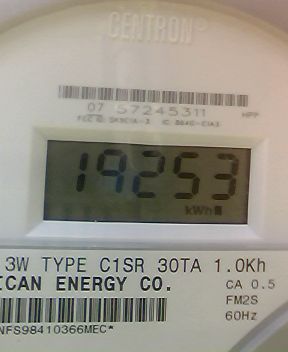 CENTRON®
07 57245311 HPP
19253
kWh
3W TYPE C1SR 30TA 1.0Kh
ICAN ENERGY CO.
CA 0.5
FM2S
60Hz
NFS98410366MEC*